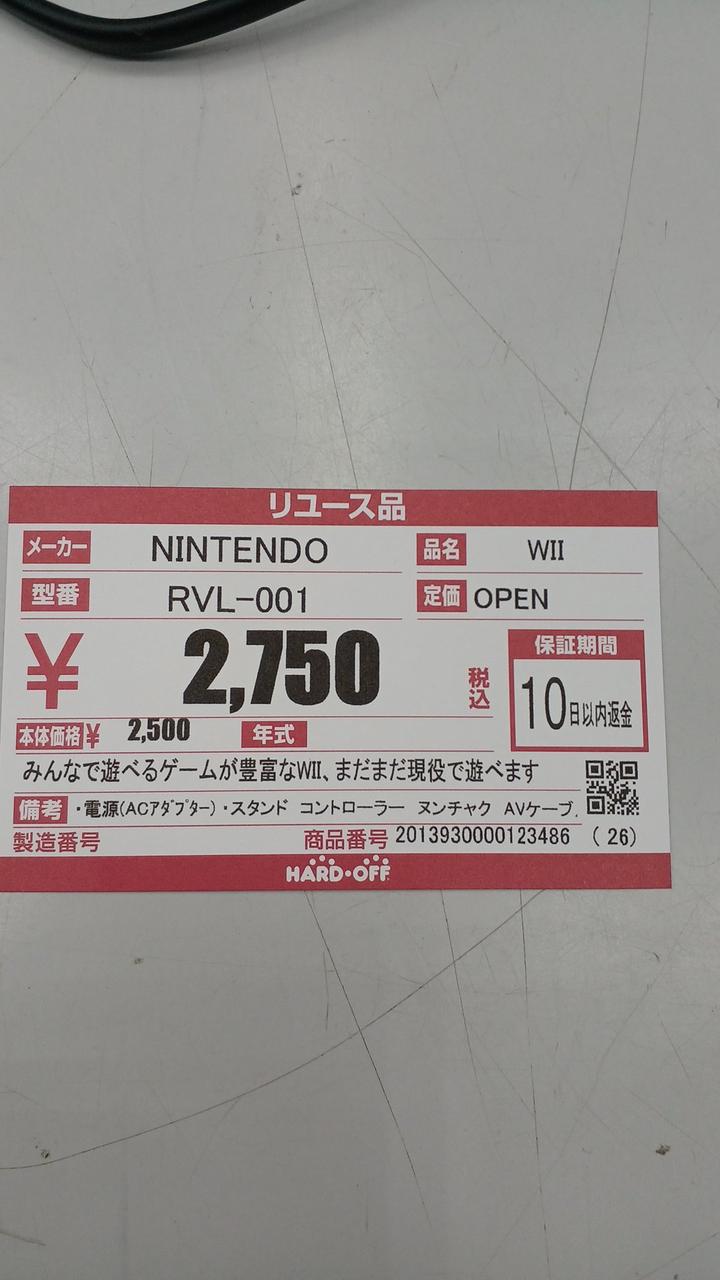 リユース品
メーカー NINTENDO 品名 WII
型番 RVL-001 定価 OPEN
¥ 2,750 税込 保証期間
10日以内返金
本体価格¥ 2,500 年式
みんなで遊べるゲームが豊富なWII、まだまだ現役で遊べます
備考 ・電源(ACアダプター)・スタンド コントローラー ヌンチャク AVケーブ.
製造番号 商品番号 2013930000123486 (26)
HARD・OFF